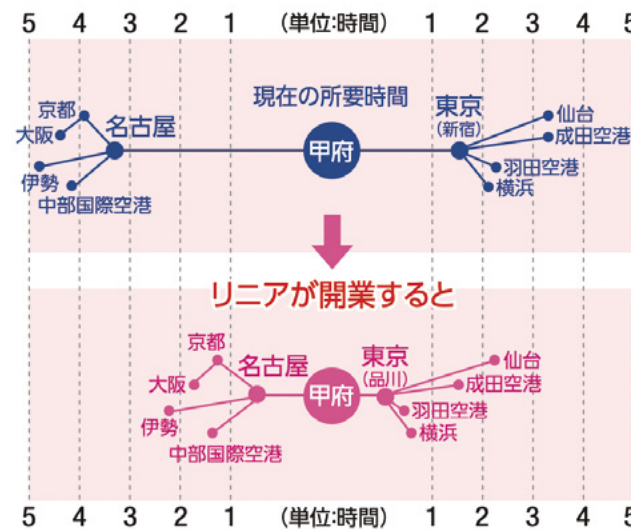 5 4 3 2 1 (単位:時間) 1 2 3 4 5
現在の所要時間
京都
名古屋
大阪
伊勢
中部国際空港
甲府
東京
(新宿)
仙台
成田空港
羽田空港
横浜
リニアが開業すると
京都
名古屋
大阪
伊勢
中部国際空港
甲府
東京
(品川)
仙台
成田空港
羽田空港
横浜
5 4 3 2 1 (単位:時間) 1 2 3 4 5